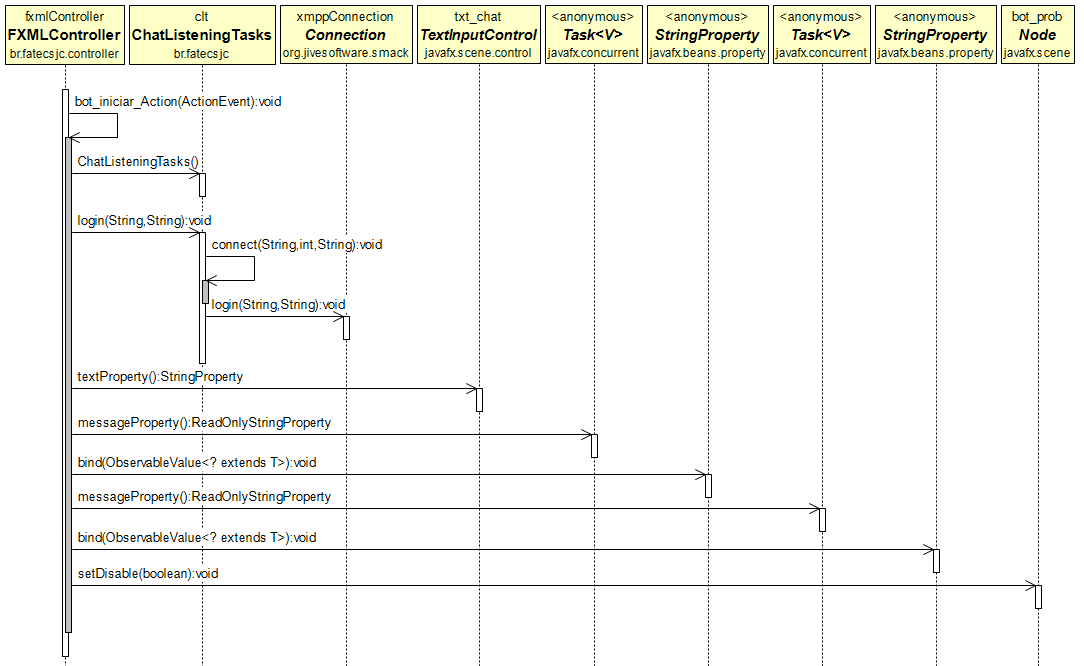 fxmlController
FXMLController
br.fatecsjc.controller
clt
ChatListeningTasks
br.fatecsjc
xmppConnection
Connection
org.jivesoftware.smack
txt_chat
TextInputControl
javafx.scene.control
<anonymous>
Task<V>
javafx.concurrent
<anonymous>
StringProperty
javafx.beans.property
<anonymous>
Task<V>
javafx.concurrent
<anonymous>
StringProperty
javafx.beans.property
bot_prob
Node
javafx.scene
bot_iniciar_Action(ActionEvent):void
ChatListeningTasks()
login(String,String):void
connect(String,int,String):void
login(String,String):void
textProperty():StringProperty
messageProperty():ReadOnlyStringProperty
bind(ObservableValue<? extends T>):void
messageProperty():ReadOnlyStringProperty
bind(ObservableValue<? extends T>):void
setDisable(boolean):void